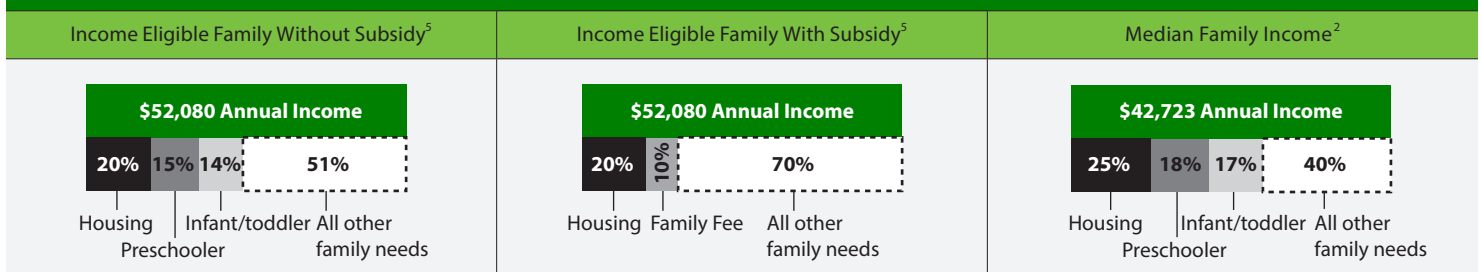 Income Eligible Family Without Subsidy5
$52,080 Annual Income
20% 15% 14% 51%
Housing Infant/toddler All other
Preschooler family needs
Income Eligible Family With Subsidy5
$52,080 Annual Income
20% 10% 70%
Housing Family Fee All other
family needs
Median Family Income2
$42,723 Annual Income
25% 18% 17% 40%
Housing Infant/toddler All other
Preschooler family needs